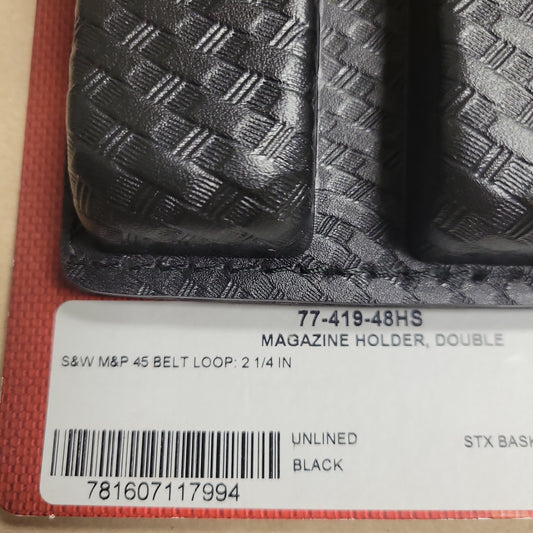 77-419-48HS
MAGAZINE HOLDER, DOUBLE
S&W M&P 45 BELT LOOP: 2 1/4 IN
UNLINED STX BASK
BLACK
781607117994